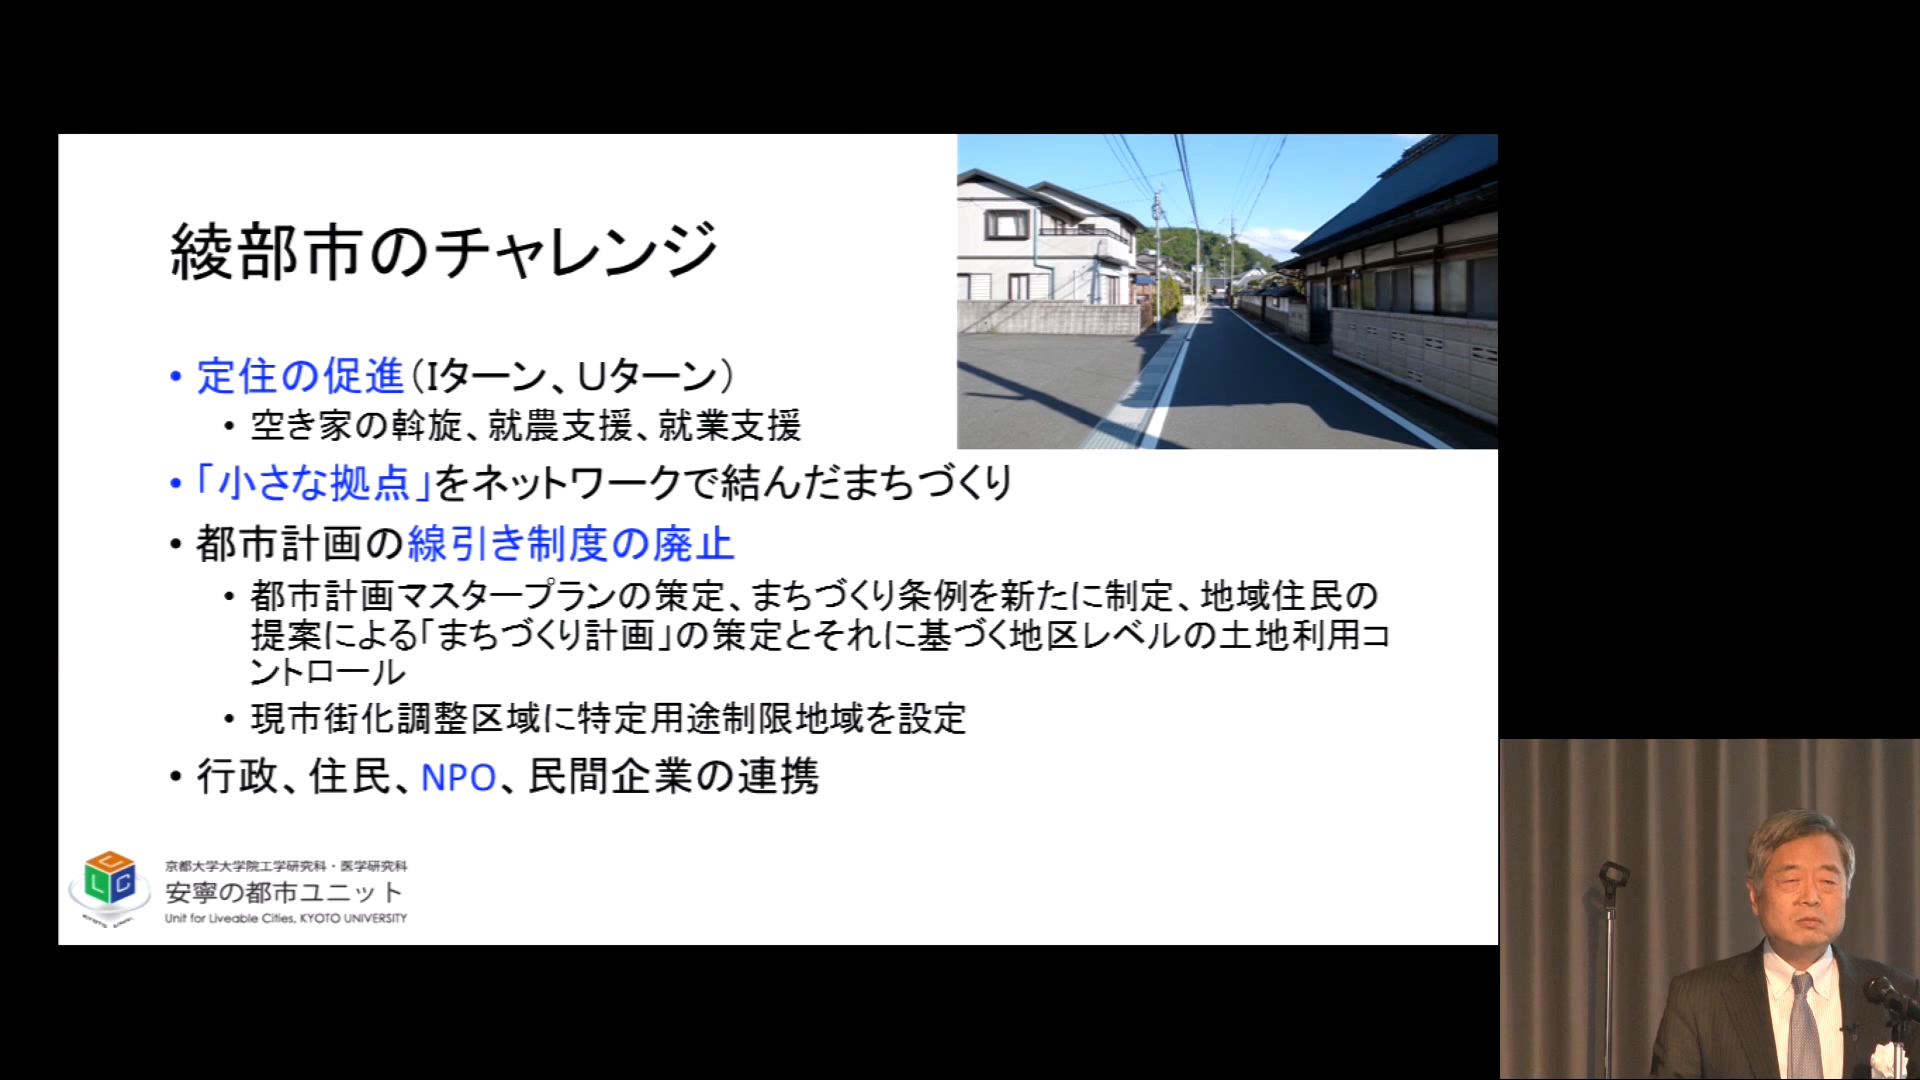 綾部市のチャレンジ
• 定住の促進(Iターン、Uターン)
• 空き家の斡旋、就農支援、就業支援
• 「小さな拠点」をネットワークで結んだまちづくり
• 都市計画の線引き制度の廃止
• 都市計画マスタープランの策定、まちづくり条例を新たに制定、地域住民の
提案による「まちづくり計画」の策定とそれに基づく地区レベルの土地利用コ
ントロール
• 現市街化調整区域に特定用途制限地域を設定
• 行政、住民、NPO、民間企業の連携
京都大学大学院工学研究科・医学研究科
安寧の都市ユニット
Unit for Liveable Cities, KYOTO UNIVERSITY